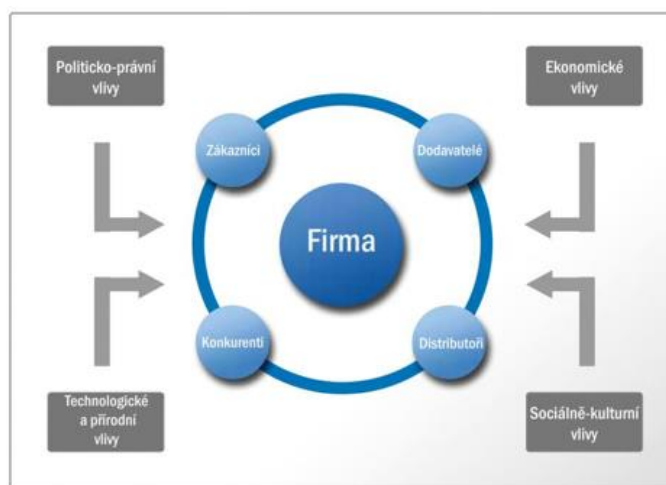 Politicko-právní
vlivy
Ekonomické
vlivy
Zákazníci
Dodavatelé
Firma
Konkurenti
Distributoři
Technologické
a přírodní
vlivy
Sociálně-kulturní
vlivy